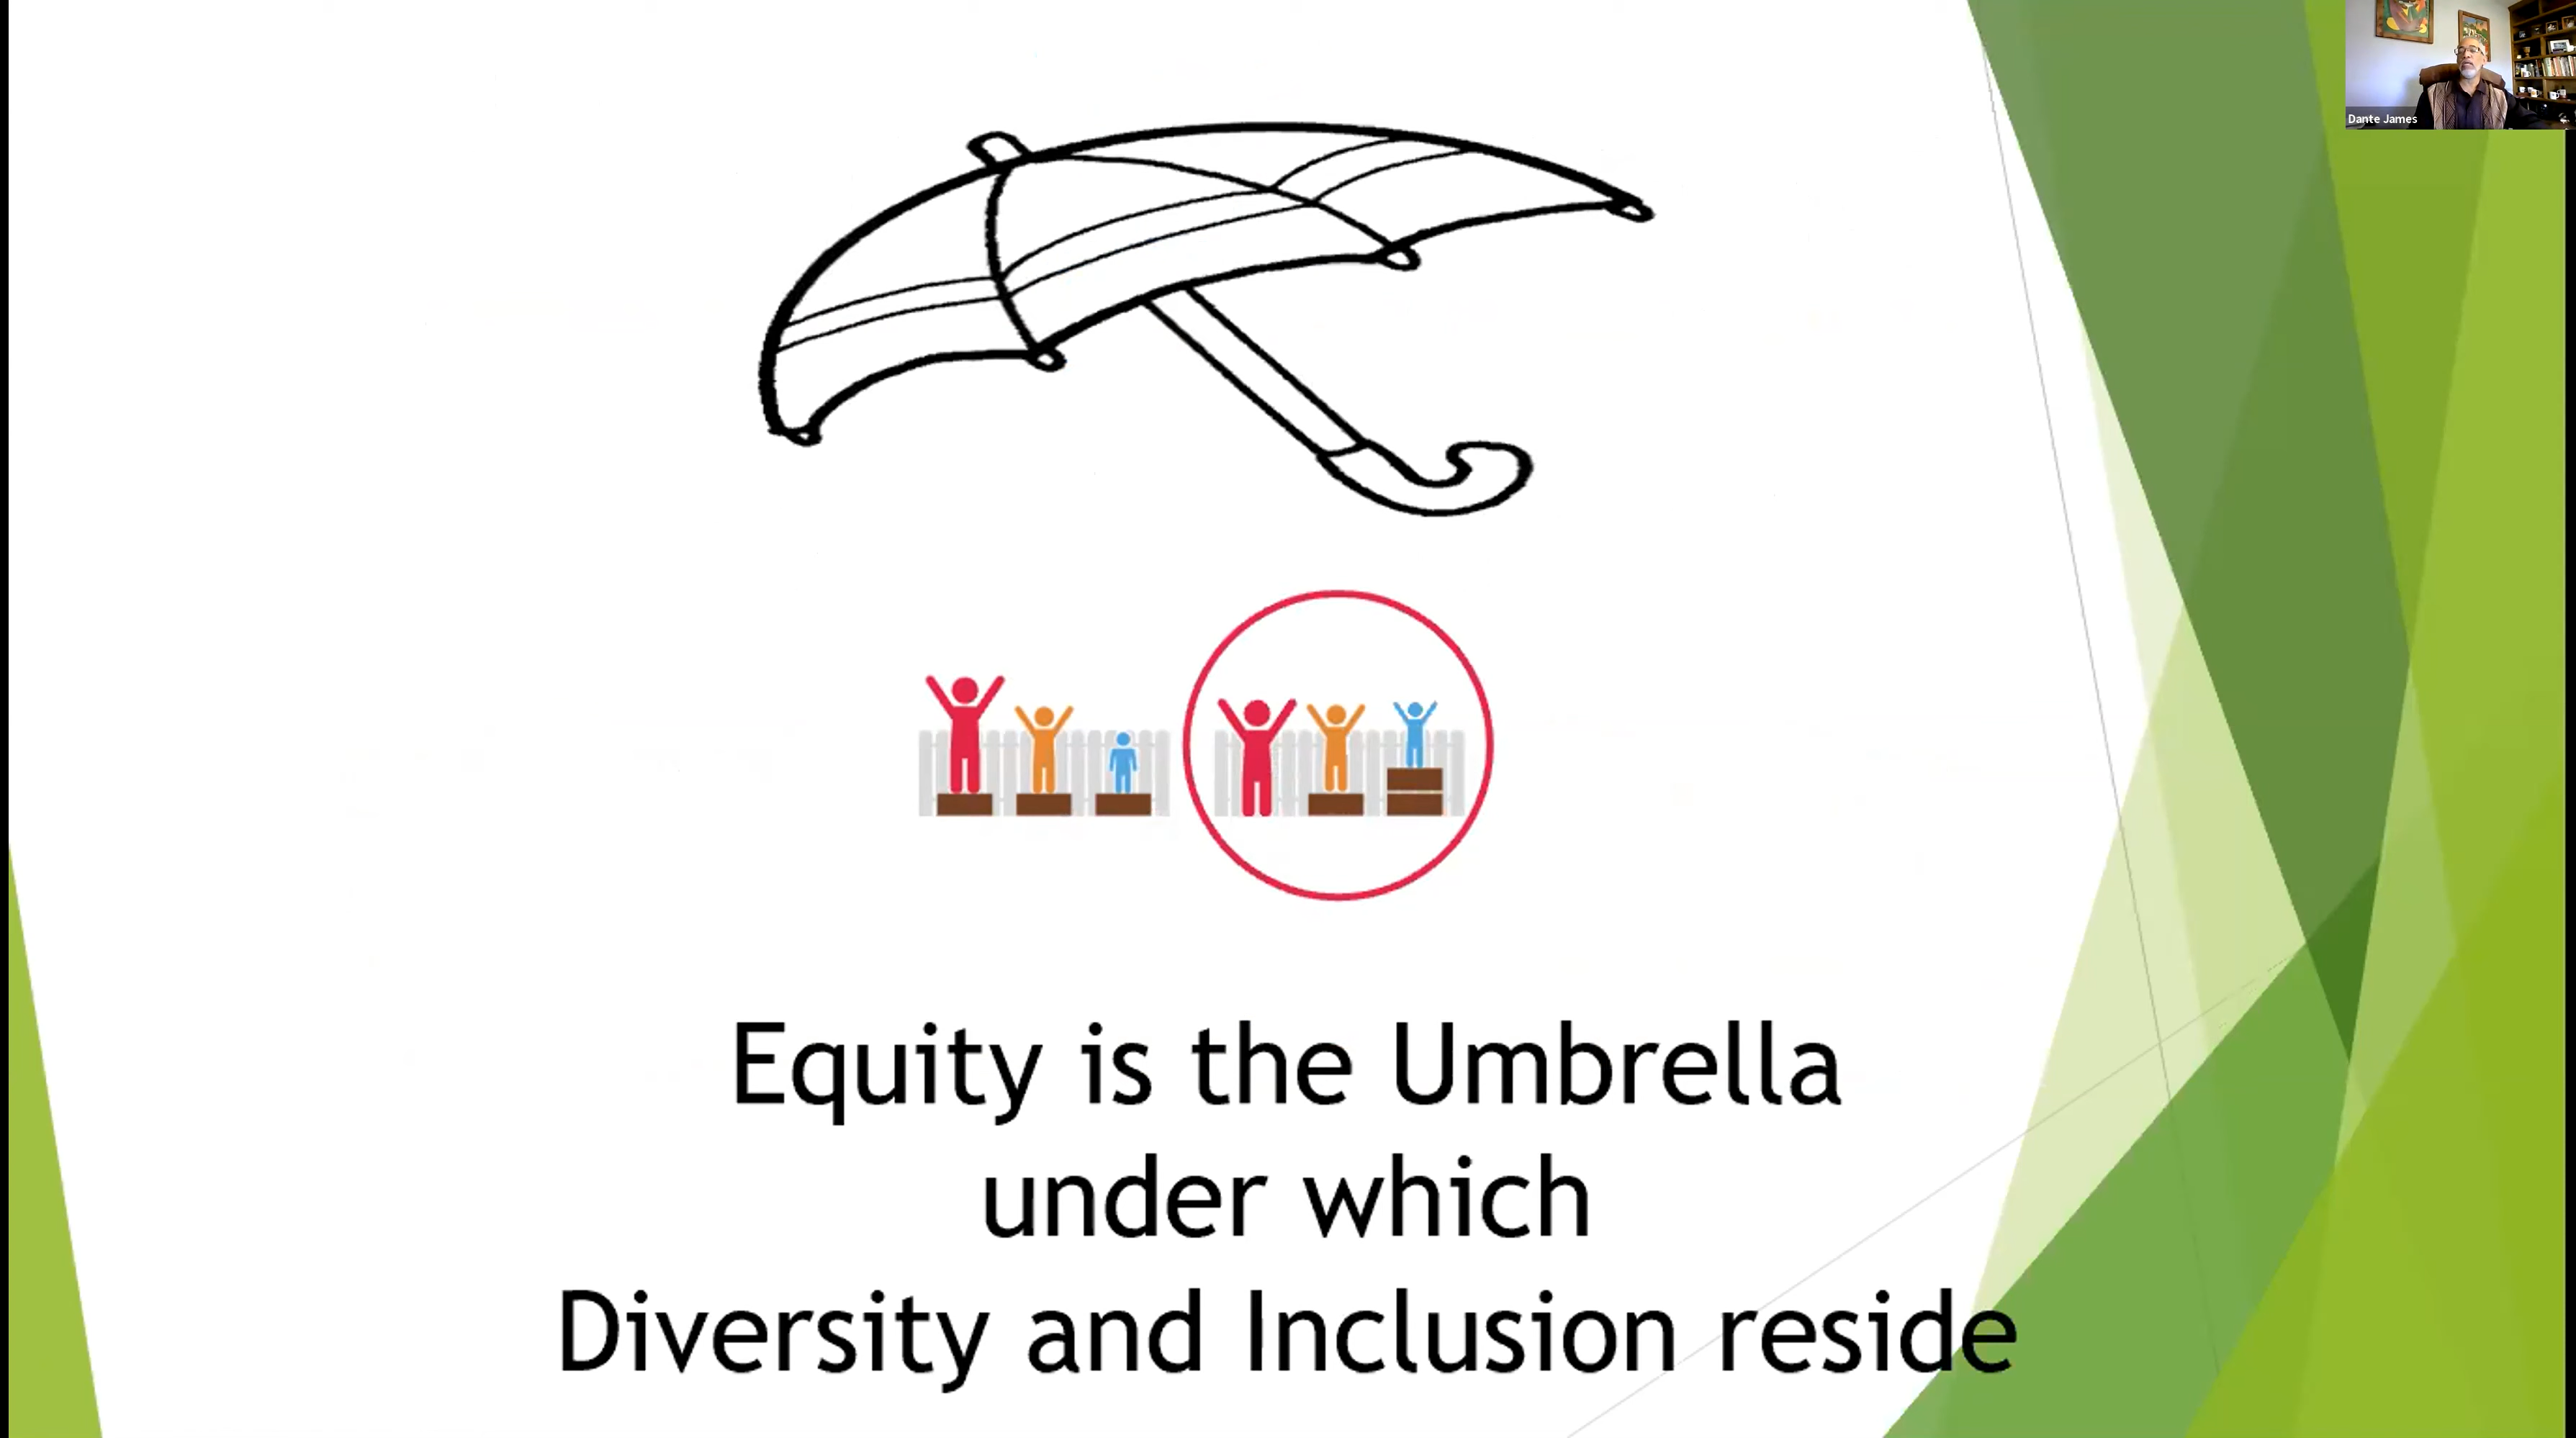 Dante James
Equity is the Umbrella
under which
Diversity and Inclusion reside